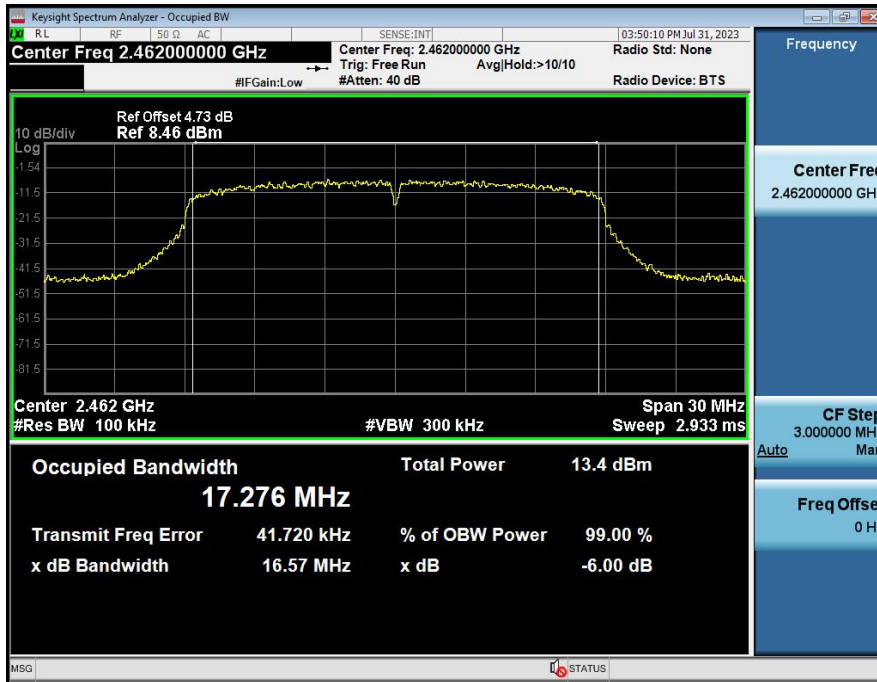 Keysight Spectrum Analyzer - Occupied BW
LXI RL RF 50 Ω AC SENSE:INT 03:50:10 PM Jul 31, 2023
Center Freq 2.462000000 GHz
#IFGain:Low
Center Freq: 2.462000000 GHz
Trig: Free Run Avg|Hold:>10/10
#Atten: 40 dB
Radio Std: None
Radio Device: BTS
Ref Offset 4.73 dB
10 dB/div Ref 8.46 dBm
Log
-1.54
-11.5
-21.5
-31.5
-41.5
-51.5
-61.5
-71.5
-81.5
Center 2.462 GHz Span 30 MHz
#Res BW 100 kHz #VBW 300 kHz Sweep 2.933 ms
Occupied Bandwidth Total Power 13.4 dBm
17.276 MHz
Transmit Freq Error 41.720 kHz % of OBW Power 99.00 %
x dB Bandwidth 16.57 MHz x dB -6.00 dB
Frequency
Center Fre
2.462000000 GH
CF Step
3.000000 MH
Auto Ma
Freq Offse
0 H
MSG STATUS